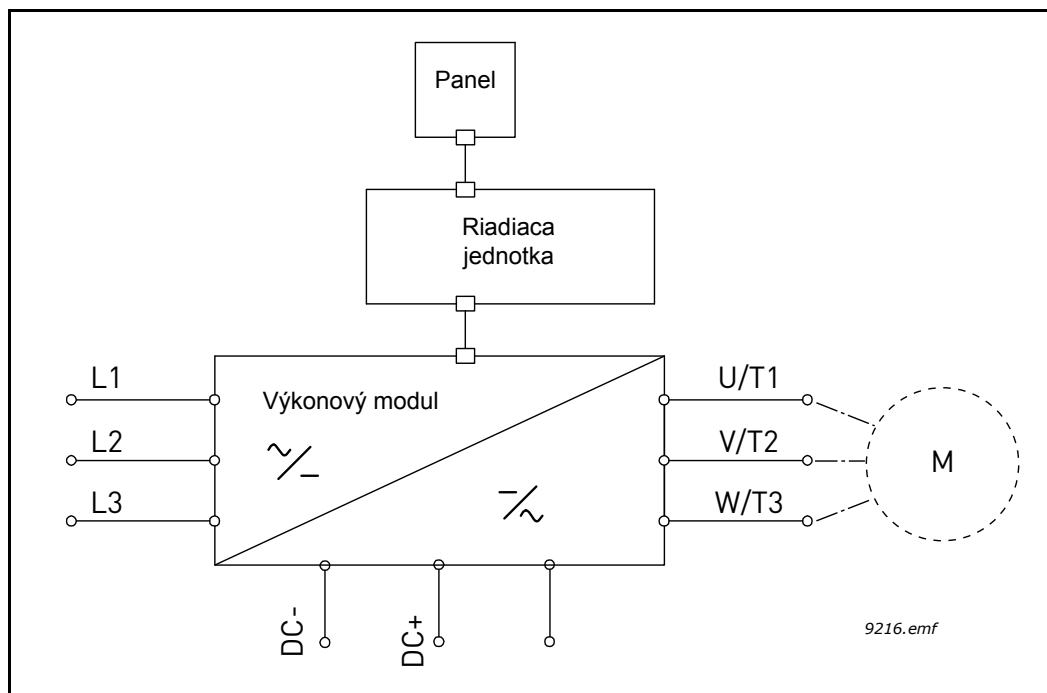 Panel
Riadiaca
jednotka
Výkonový modul
L1
L2
L3
U/T1
V/T2
W/T3
M
DC-
DC+
9216.emf